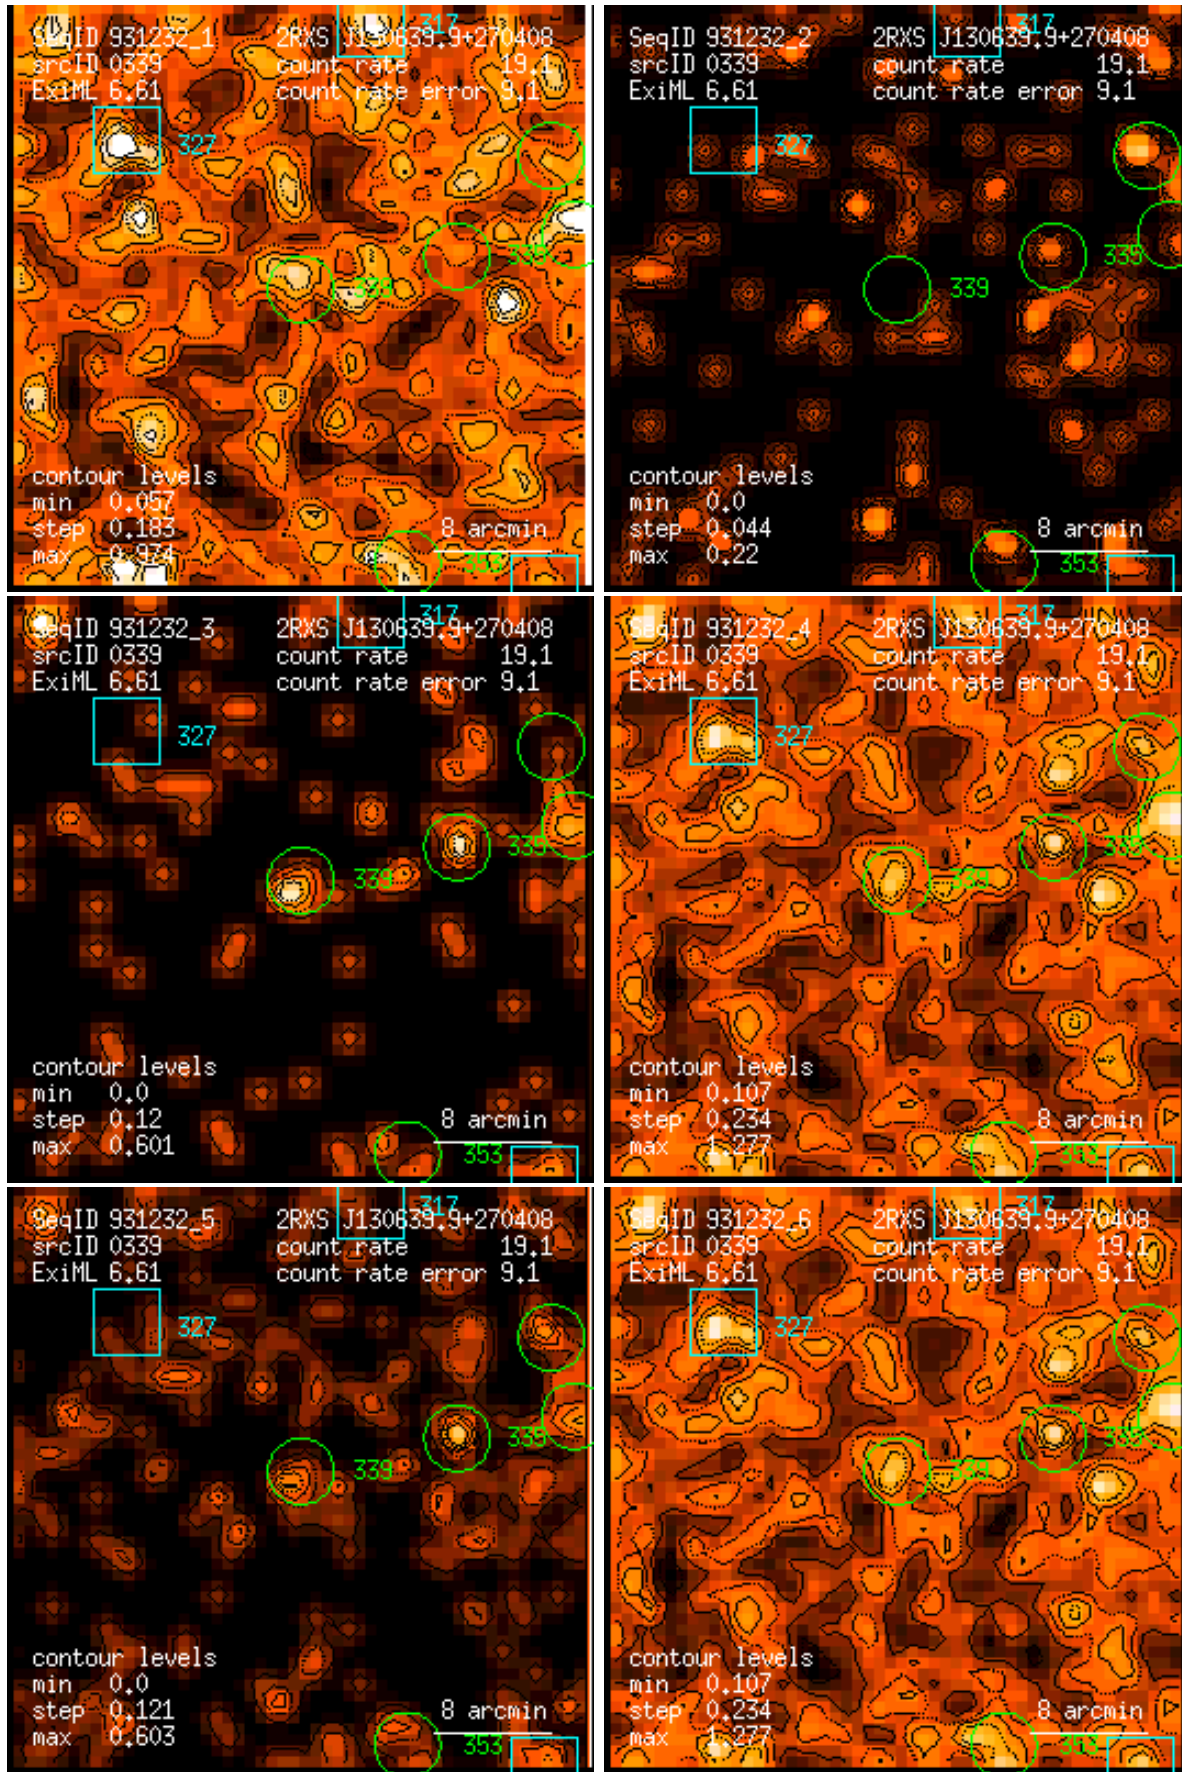 317
SeqID 931232_1 2RXS J130639.9+270408
srcID 0339 count rate 19.1
ExiML 6.61 count rate error 9.1
327
335
339
contour levels
min 0.057
step 0.183 8 arcmin
max 0.974
353
317
SeqID 931232_2 2RXS J130639.9+270408
srcID 0339 count rate 19.1
ExiML 6.61 count rate error 9.1
327
335
339
contour levels
min 0.0
step 0.044 8 arcmin
max 0.22
353
317
SeqID 931232_3 2RXS J130639.9+270408
srcID 0339 count rate 19.1
ExiML 6.61 count rate error 9.1
327
335
339
contour levels
min 0.0
step 0.12 8 arcmin
max 0.601
353
317
SeqID 931232_4 2RXS J130639.9+270408
srcID 0339 count rate 19.1
ExiML 6.61 count rate error 9.1
327
335
339
contour levels
min 0.107
step 0.234 8 arcmin
max 1.277
353
317
SeqID 931232_5 2RXS J130639.9+270408
srcID 0339 count rate 19.1
ExiML 6.61 count rate error 9.1
327
335
339
contour levels
min 0.0
step 0.121 8 arcmin
max 0.603
353
317
SeqID 931232_6 2RXS J130639.9+270408
srcID 0339 count rate 19.1
ExiML 6.61 count rate error 9.1
327
335
339
contour levels
min 0.107
step 0.234 8 arcmin
max 1.277
353